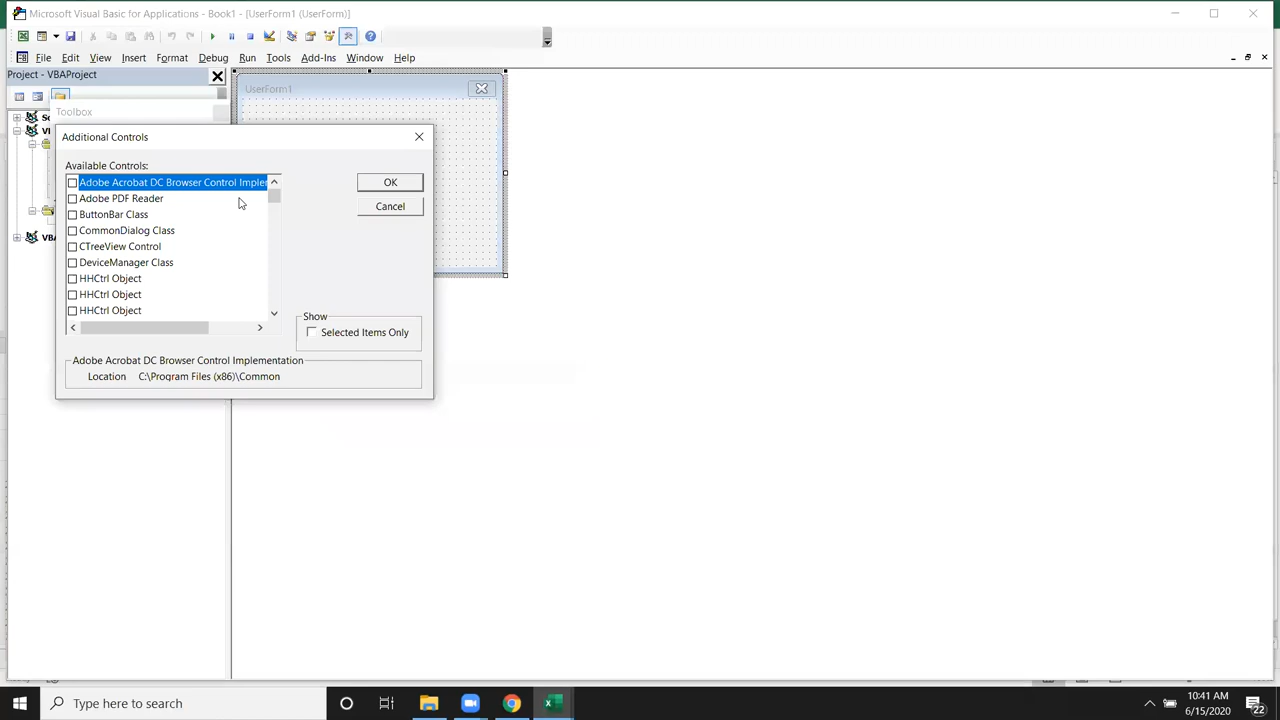 Microsoft Visual Basic for Applications - Book1 - [UserForm1 (UserForm)]
File Edit View Insert Format Debug Run Tools Add-Ins Window Help
Project - VBAProject
UserForm1
Toolbox
Additional Controls
Available Controls:
Adobe Acrobat DC Browser Control Impler
Adobe PDF Reader
ButtonBar Class
CommonDialog Class
CTreeView Control
DeviceManager Class
HHCtrl Object
HHCtrl Object
HHCtrl Object
OK
Cancel
Show
Selected Items Only
Adobe Acrobat DC Browser Control Implementation
Location C:\Program Files (x86)\Common
Type here to search
10:41 AM
6/15/2020
22